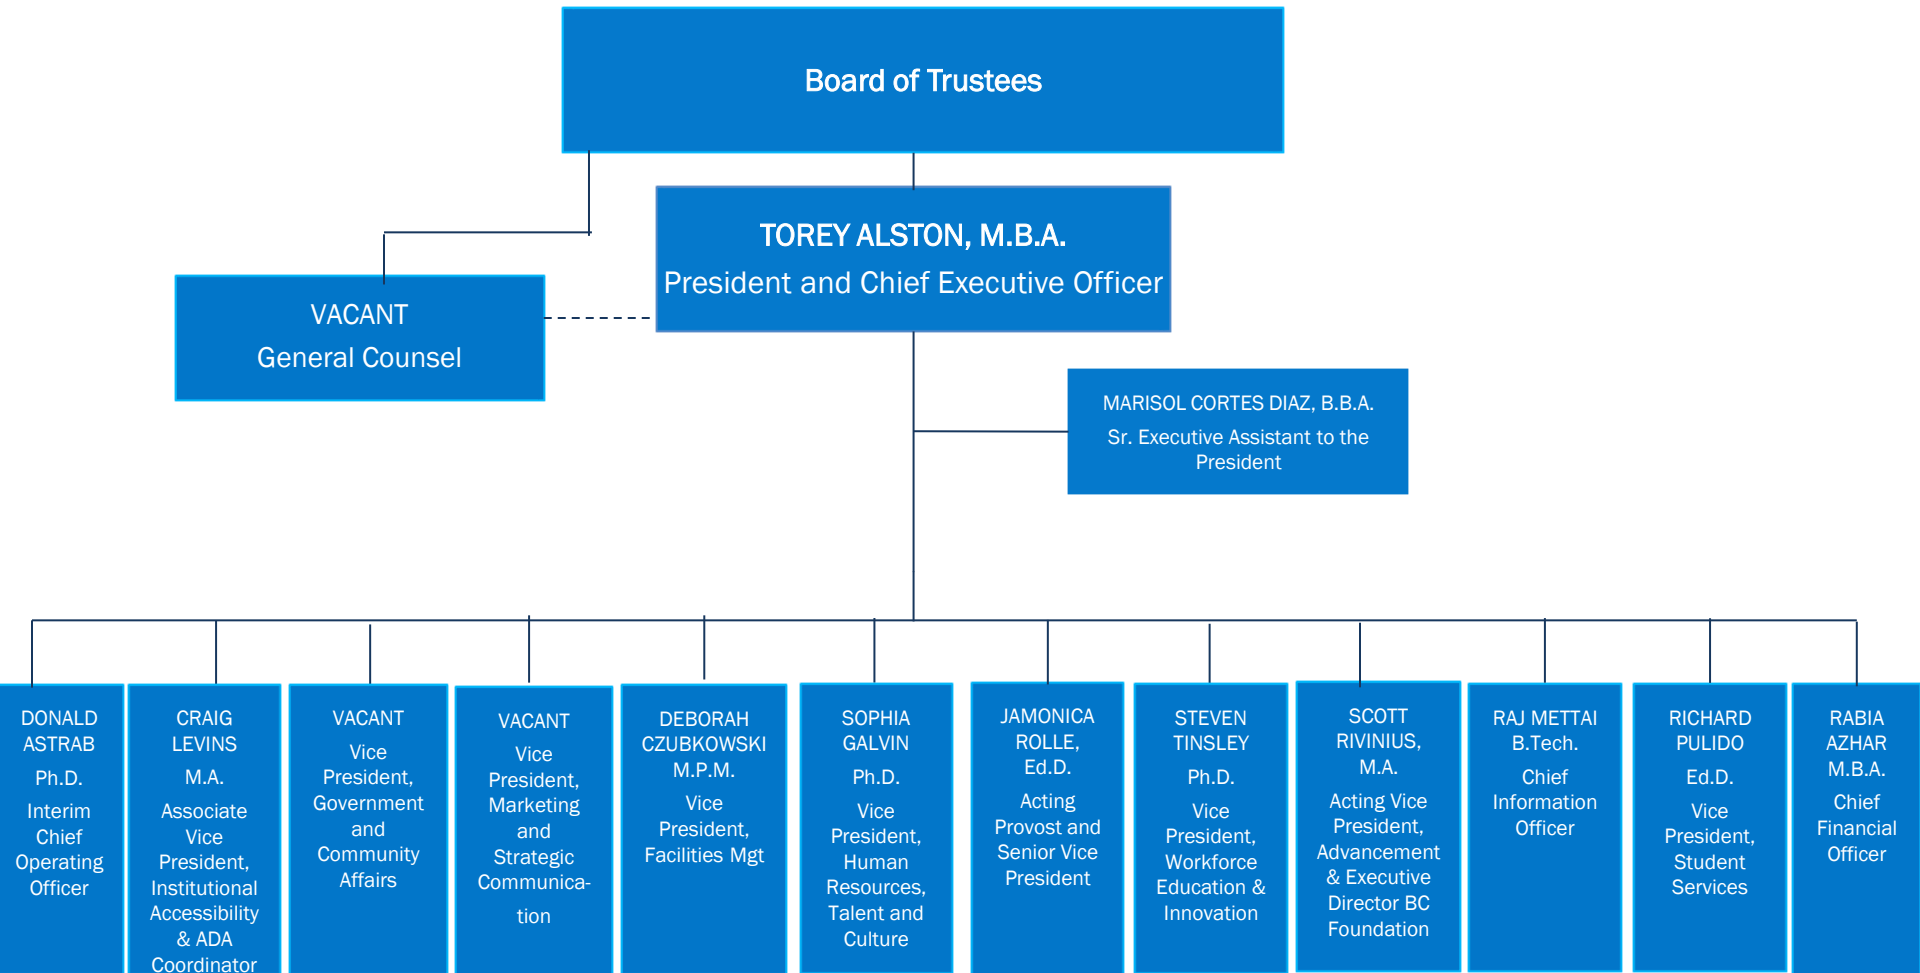 Board of Trustees
TOREY ALSTON, M.B.A.
President and Chief Executive Officer
VACANT
General Counsel
MARISOL CORTES DIAZ, B.B.A.
Sr. Executive Assistant to the
President
DONALD
ASTRAB
Ph.D.
Interim
Chief
Operating
Officer
CRAIG
LEVINS
M.A.
Associate
Vice
President,
Institutional
Accessibility
& ADA
Coordinator
VACANT
Vice
President,
Government
and
Community
Affairs
VACANT
Vice
President,
Marketing
and
Strategic
Communica-
tion
DEBORAH
CZUBKOWSKI
M.P.M.
Vice
President,
Facilities Mgt
SOPHIA
GALVIN
Ph.D.
Vice
President,
Human
Resources,
Talent and
Culture
JAMONICA
ROLLE,
Ed.D.
Acting
Provost and
Senior Vice
President
STEVEN
TINSLEY
Ph.D.
Vice
President,
Workforce
Education &
Innovation
SCOTT
RIVINIUS,
M.A.
Acting Vice
President,
Advancement
& Executive
Director BC
Foundation
RAJ METTAI
B.Tech.
Chief
Information
Officer
RICHARD
PULIDO
Ed.D.
Vice
President,
Student
Services
RABIA
AZHAR
M.B.A.
Chief
Financial
Officer